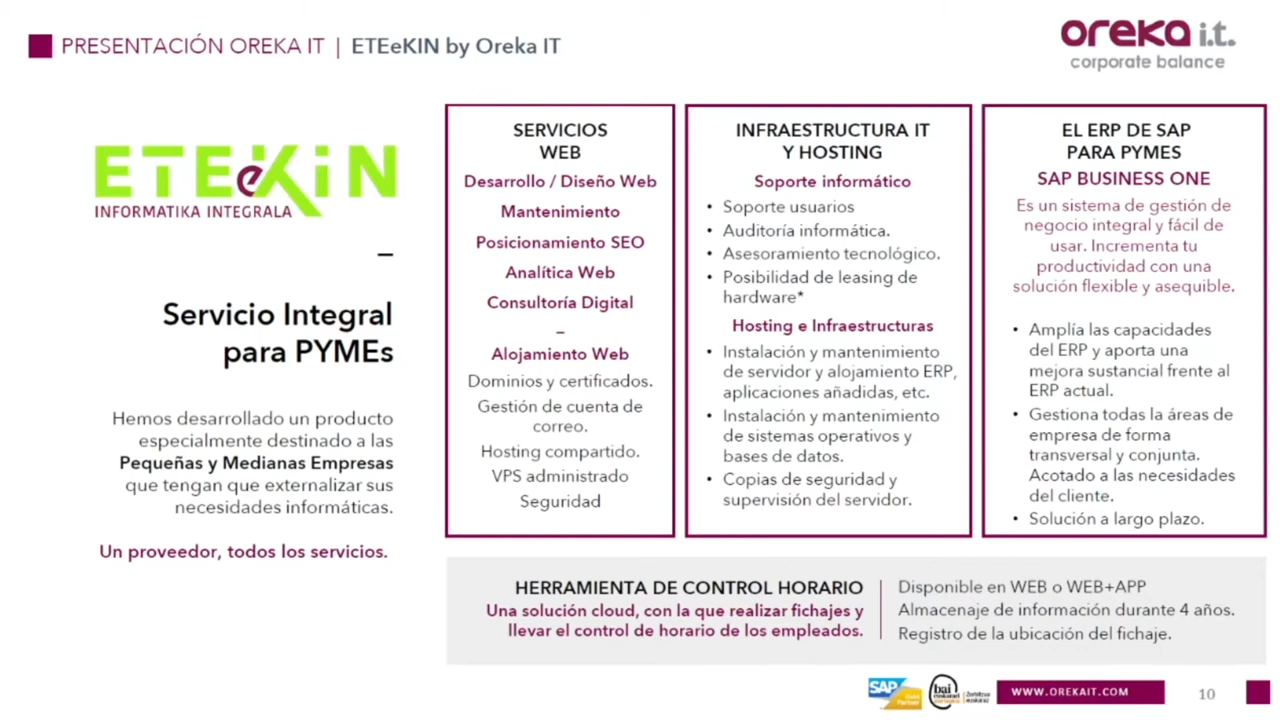 PRESENTACIÓN OREKA IT | ETEeKIN by Oreka IT
oreka i.t.
corporate balance
ETEeKiN
INFORMATIKA INTEGRALA
–
Servicio Integral
para PYMEs
Hemos desarrollado un producto
especialmente destinado a las
Pequeñas y Medianas Empresas
que tengan que externalizar sus
necesidades informáticas.
Un proveedor, todos los servicios.
SERVICIOS
WEB
Desarrollo / Diseño Web
Mantenimiento
Posicionamiento SEO
Analítica Web
Consultoría Digital
–
Alojamiento Web
Dominios y certificados.
Gestión de cuenta de
correo.
Hosting compartido.
VPS administrado
Seguridad
INFRAESTRUCTURA IT
Y HOSTING
Soporte informático
• Soporte usuarios
• Auditoría informática.
• Asesoramiento tecnológico.
• Posibilidad de leasing de
hardware*
Hosting e Infraestructuras
• Instalación y mantenimiento
de servidor y alojamiento ERP,
aplicaciones añadidas, etc.
• Instalación y mantenimiento
de sistemas operativos y
bases de datos.
• Copias de seguridad y
supervisión del servidor.
EL ERP DE SAP
PARA PYMES
SAP BUSINESS ONE
Es un sistema de gestión de
negocio integral y fácil de
usar. Incrementa tu
productividad con una
solución flexible y asequible.
• Amplía las capacidades
del ERP y aporta una
mejora sustancial frente al
ERP actual.
• Gestiona todas la áreas de
empresa de forma
transversal y conjunta.
Acotado a las necesidades
del cliente.
• Solución a largo plazo.
HERRAMIENTA DE CONTROL HORARIO
Una solución cloud, con la que realizar fichajes y
llevar el control de horario de los empleados.
Disponible en WEB o WEB+APP
Almacenaje de información durante 4 años.
Registro de la ubicación del fichaje.
SAP
Partner
bai
euskarari
Zerbitzua
euskaraz
WWW.OREKAIT.COM
10